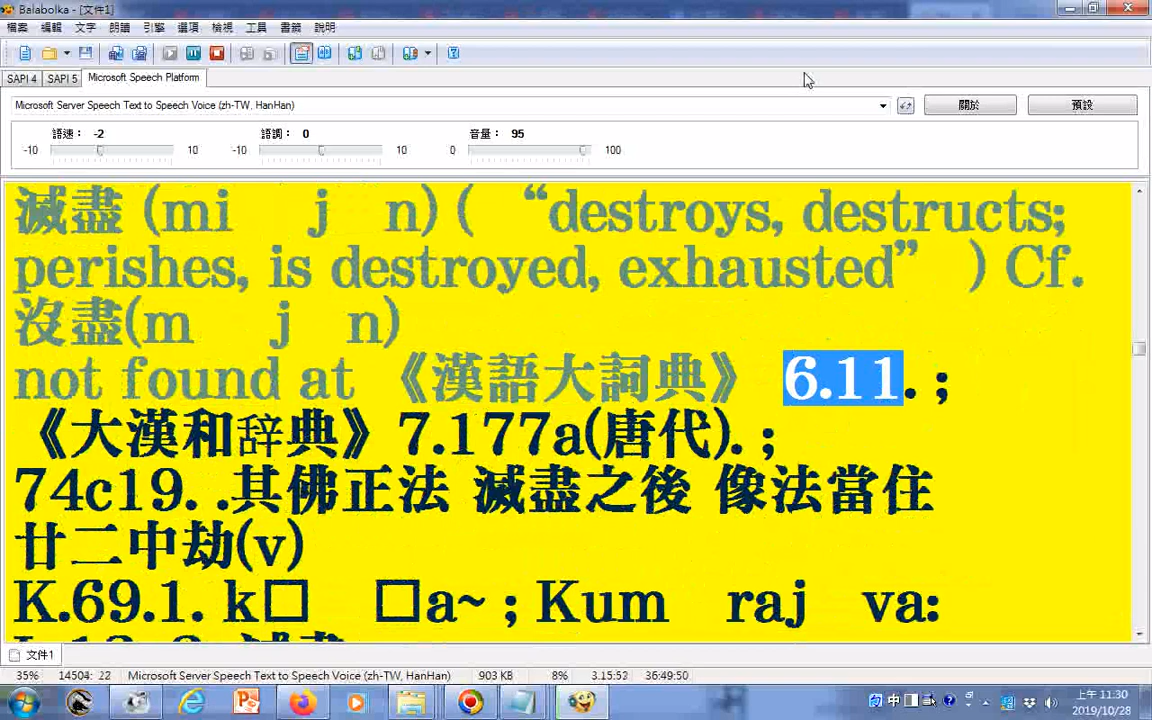 Balabolka - [文件1]
檔案 編輯 文字 朗讀 引擎 選項 檢視 工具 書籤 說明
SAPI 4 SAPI 5 Microsoft Speech Platform
Microsoft Server Speech Text to Speech Voice (zh-TW, HanHan) 關於 預設
語速： -2 語調： 0 音量： 95
-10 10 -10 10 0 100
滅盡 (mi j n) ( “destroys, destructs;
perishes, is destroyed, exhausted” ) Cf.
沒盡(m j n)
not found at 《漢語大詞典》 6.11. ;
《大漢和辞典》7.177a(唐代). ;
74c19. .其佛正法 滅盡之後 像法當住
廿二中劫(v)
K.69.1. k□ □a~ ; Kum raj va:
文件1
35% 14504: 22 Microsoft Server Speech Text to Speech Voice (zh-TW, HanHan) 903 KB 8% 3.15:53 36:49:50
中
上午 11:30
2019/10/28